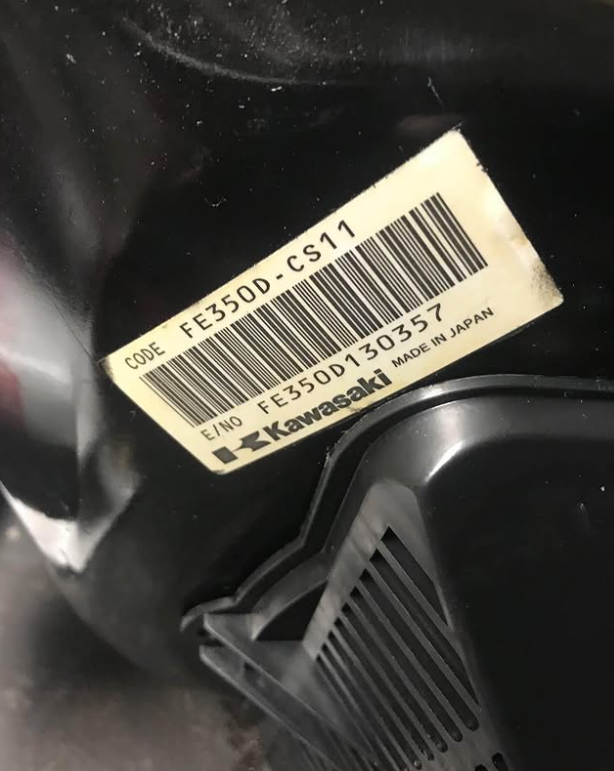 CODE FE350D-CS11
E/NO FE350D130357
Kawasaki MADE IN JAPAN